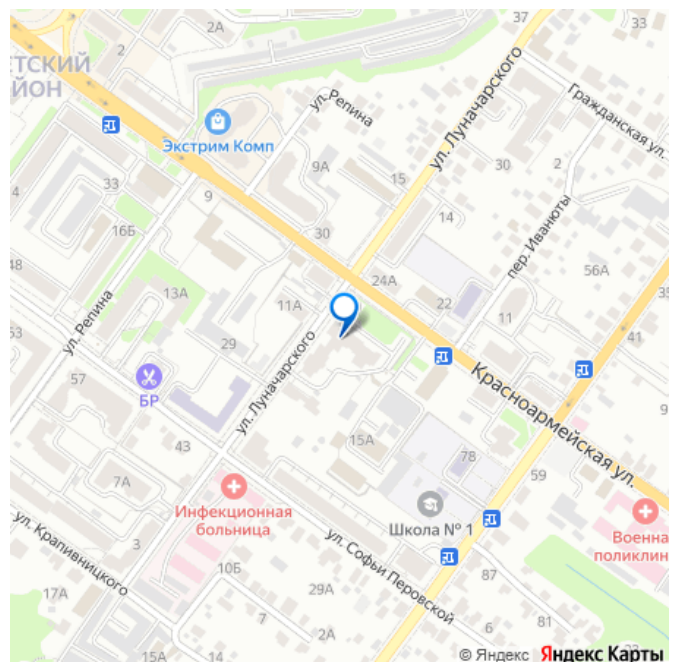 37
2А
2
ЕТСКИЙ
ЙОН
ул. Луначарского
Гражданская ул.
ул. Репина
Экстрим Комп
4
33
9А
15
30
2
9
14
16Б
30
пер. Иванюты
48
13А
24А
56А
35
11А
22
11
41
ул. Репина
53
29
ул. Луначарского
57
БР
Красноармейская ул.
9
43
15А
78
59
7А
Инфекционная
больница
Школа № 1
Военна
поликлин
ул. Крапивницкого
3
ул. Софьи Перовской
10Б
87
17А
29А
7
6
2А
15А
14
© Яндекс Яндекс Карты